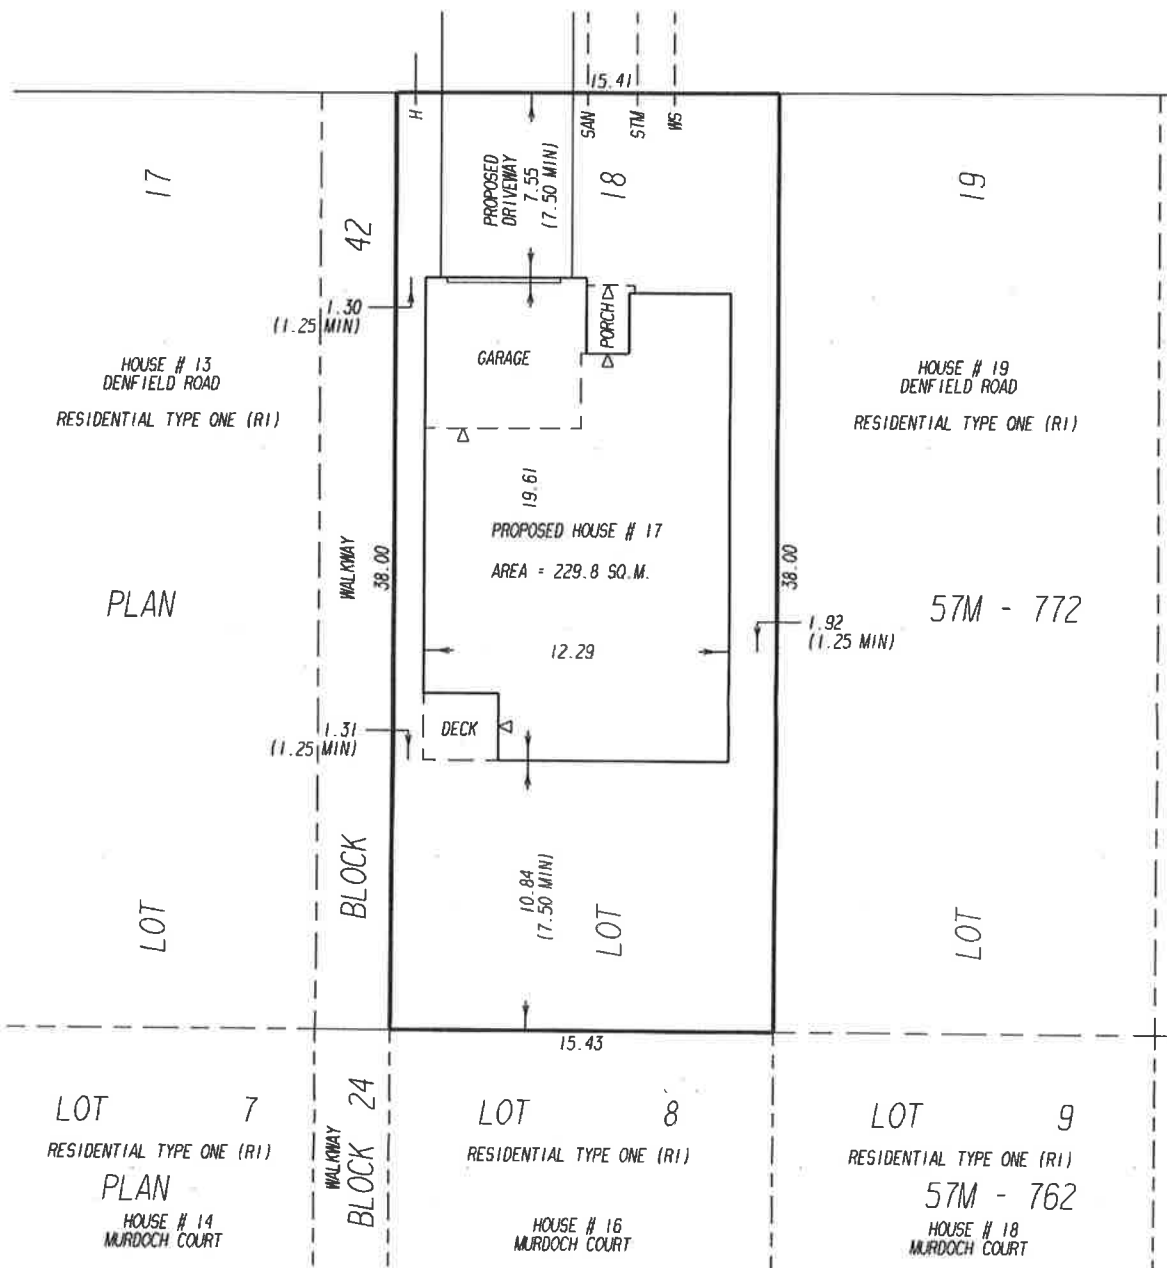 15.41
H
SAN
STM
WS
17
42
PROPOSED
DRIVEWAY
7.55
(7.50 MIN)
18
19
1.30
(1.25 MIN)
PORCH
GARAGE
HOUSE # 13
DENFIELD ROAD
RESIDENTIAL TYPE ONE (R1)
HOUSE # 19
DENFIELD ROAD
RESIDENTIAL TYPE ONE (R1)
19.61
PROPOSED HOUSE # 17
AREA = 229.8 SQ.M.
WALKWAY
38.00
38.00
PLAN
57M - 772
1.92
(1.25 MIN)
12.29
1.31
(1.25 MIN)
DECK
BLOCK
10.84
(7.50 MIN)
LOT
LOT
LOT
15.43
LOT 7
RESIDENTIAL TYPE ONE (R1)
PLAN
HOUSE # 14
MURDOCH COURT
WALKWAY
BLOCK 24
LOT 8
RESIDENTIAL TYPE ONE (R1)
HOUSE # 16
MURDOCH COURT
LOT 9
RESIDENTIAL TYPE ONE (R1)
57M - 762
HOUSE # 18
MURDOCH COURT